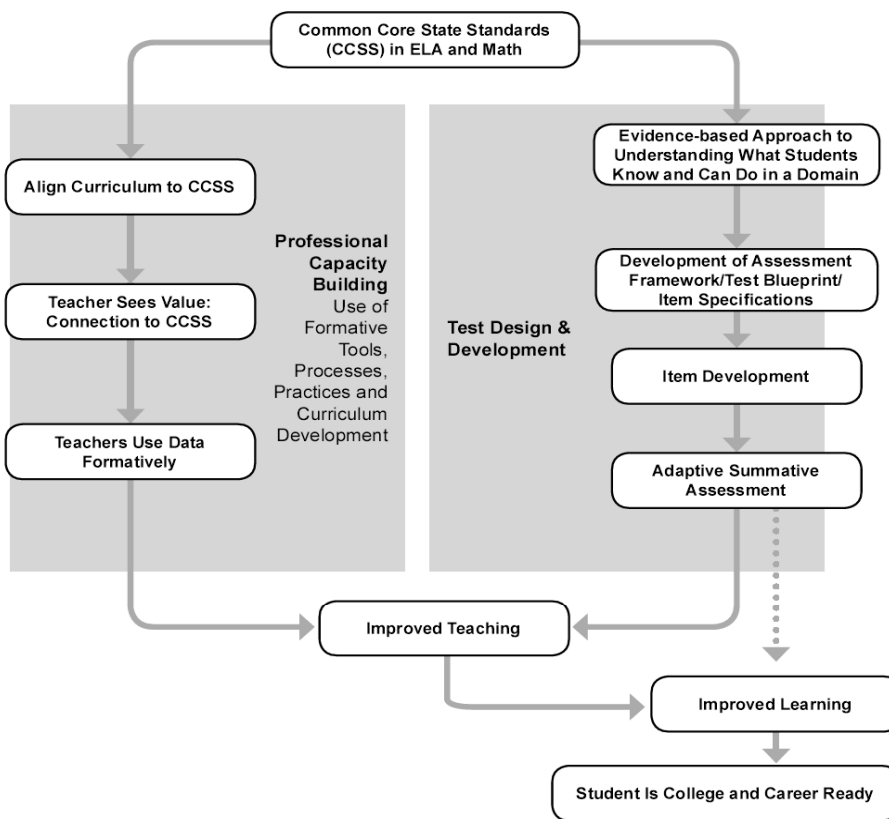 Common Core State Standards
(CCSS) in ELA and Math
Align Curriculum to CCSS
Teacher Sees Value:
Connection to CCSS
Teachers Use Data
Formatively
Professional
Capacity
Building
Use of
Formative
Tools,
Processes,
Practices and
Curriculum
Development
Test Design &
Development
Evidence-based Approach to
Understanding What Students
Know and Can Do in a Domain
Development of Assessment
Framework/Test Blueprint/
Item Specifications
Item Development
Adaptive Summative
Assessment
Improved Teaching
Improved Learning
Student Is College and Career Ready